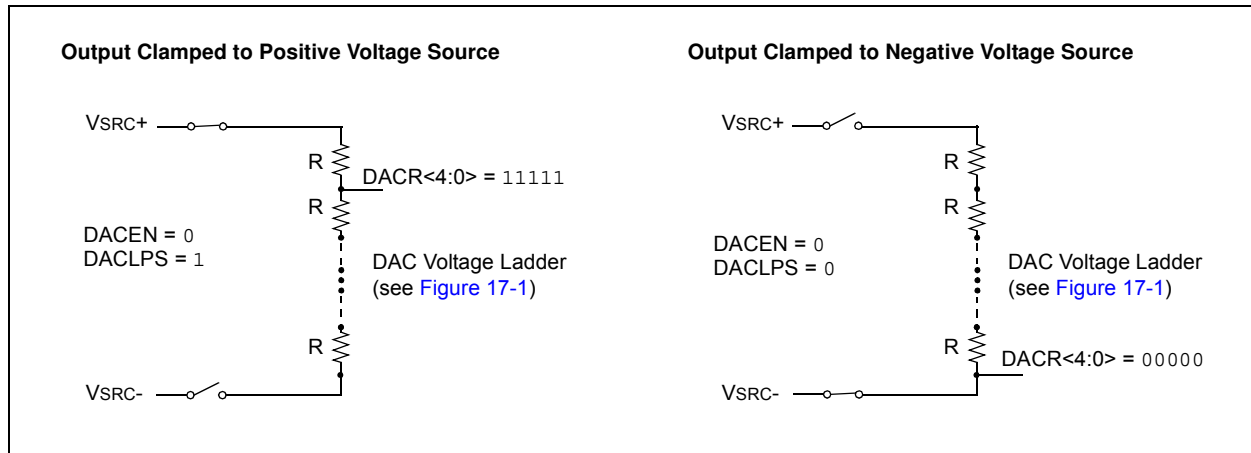 Output Clamped to Positive Voltage Source
VSRC+
R
DACR<4:0> = 11111
R
DACEN = 0
DACLPS = 1
DAC Voltage Ladder
(see Figure 17-1)
R
VSRC-
Output Clamped to Negative Voltage Source
VSRC+
R
R
DACEN = 0
DACLPS = 0
DAC Voltage Ladder
(see Figure 17-1)
R
DACR<4:0> = 00000
VSRC-